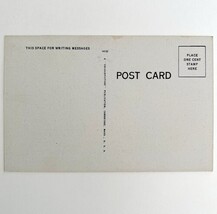 THIS SPACE FOR WRITING MESSAGES
POST CARD
PLACE
ONE CENT
STAMP
HERE